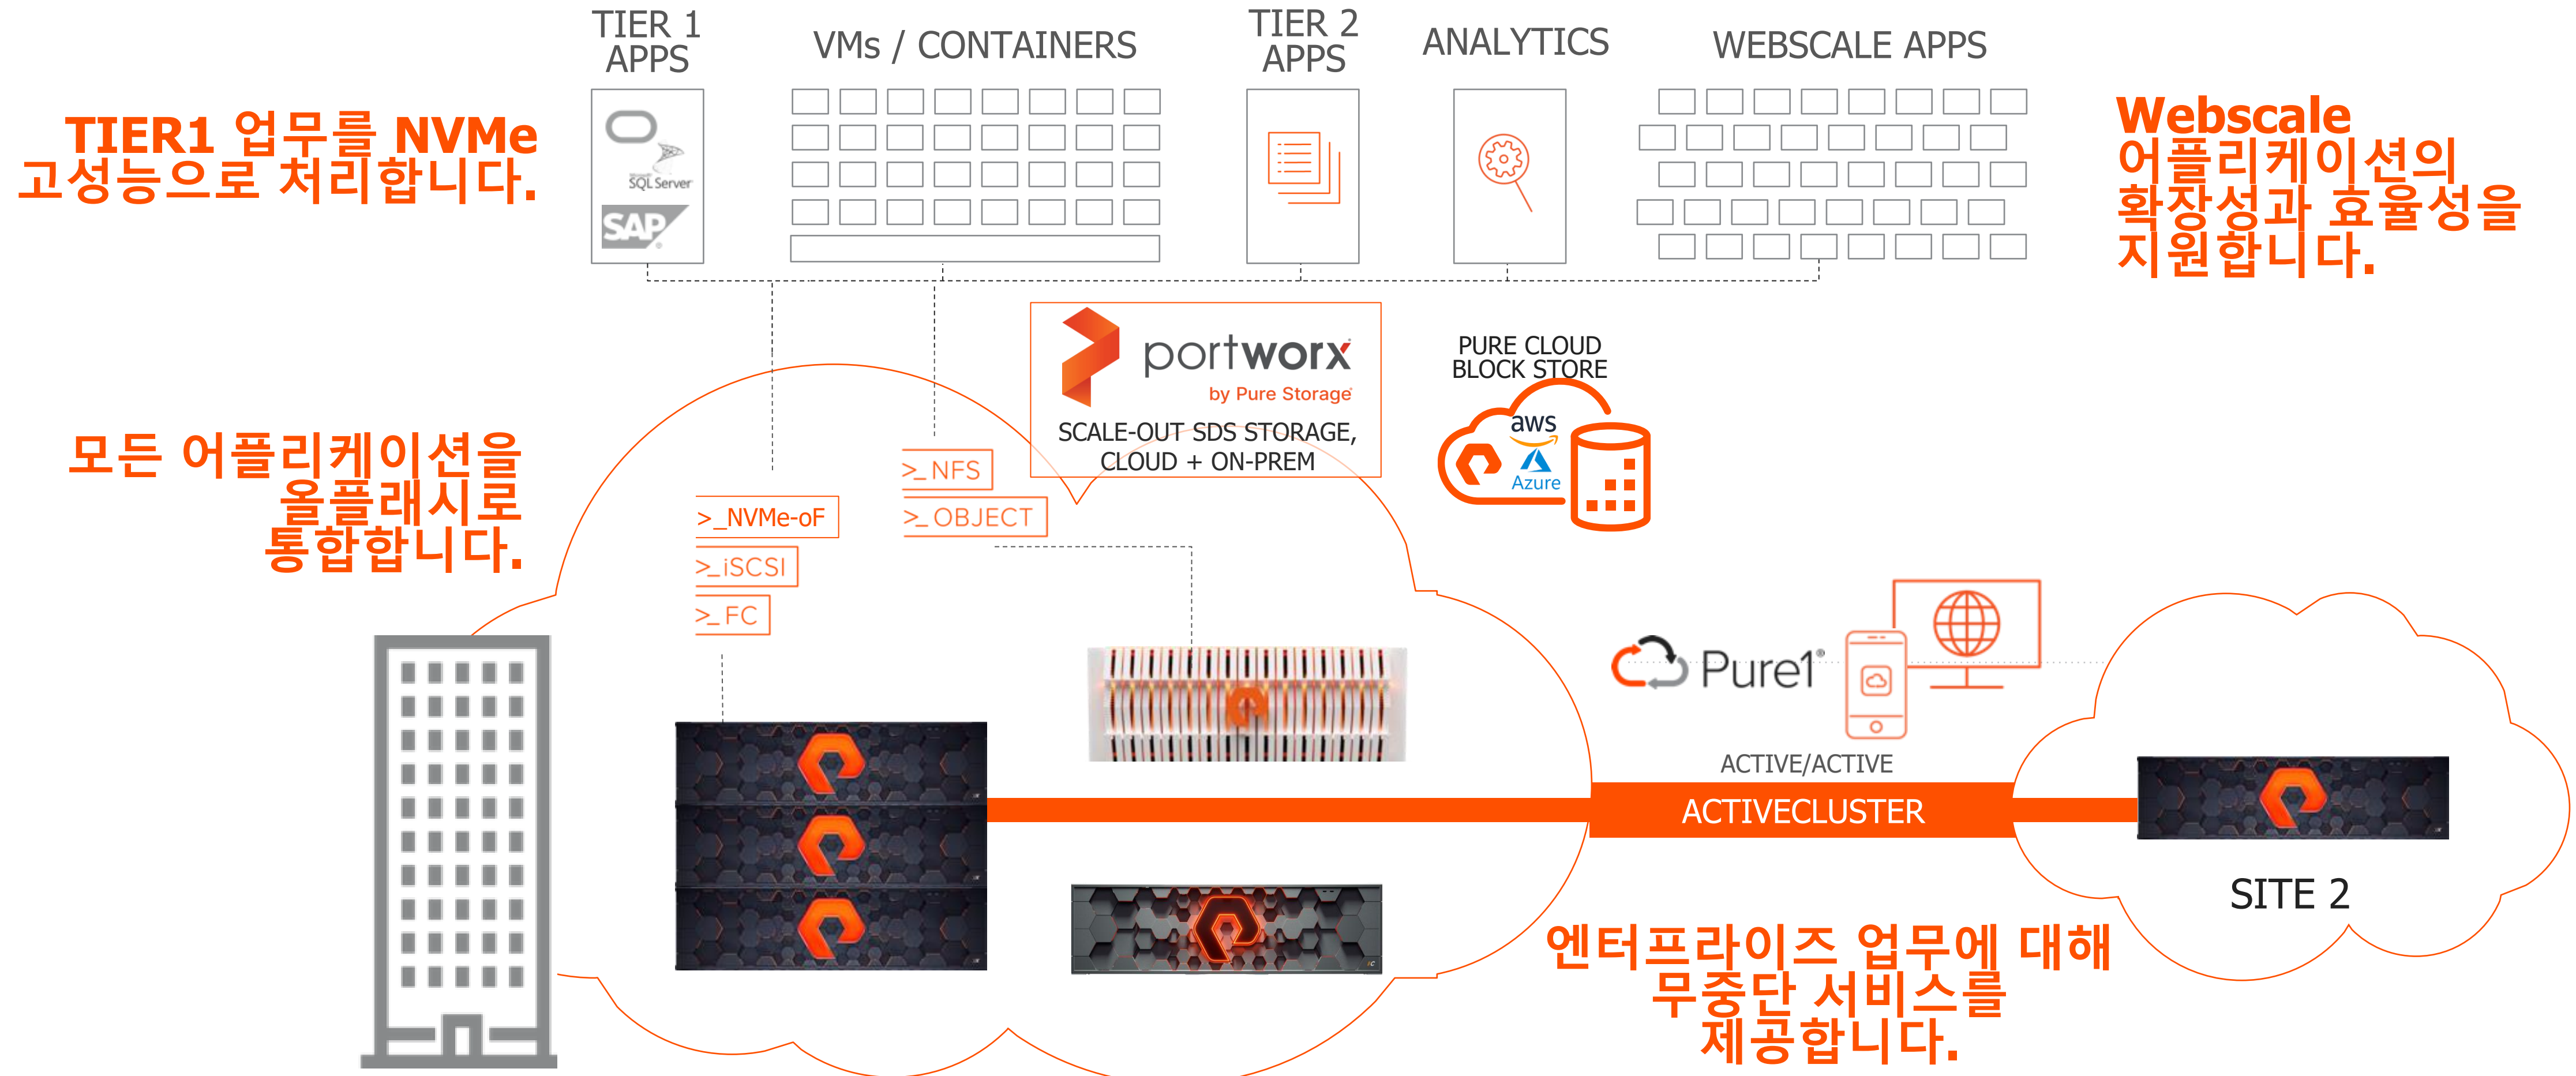 TIER 1
APPS
VMs / CONTAINERS
TIER 2
APPS
ANALYTICS
WEBSCALE APPS
TIER1 업무를 NVMe
고성능으로 처리합니다.
SQL Server
SAP
Webscale
어플리케이션의
확장성과 효율성을
지원합니다.
portworx
by Pure Storage
SCALE-OUT SDS STORAGE,
CLOUD + ON-PREM
PURE CLOUD
BLOCK STORE
aws
Azure
모든 어플리케이션을
올플래시로
통합합니다.
>_NFS
>_OBJECT
>_NVMe-oF
>_iSCSI
>_FC
Pure1®
ACTIVE/ACTIVE
ACTIVECLUSTER
SITE 2
엔터프라이즈 업무에 대해
무중단 서비스를
제공합니다.